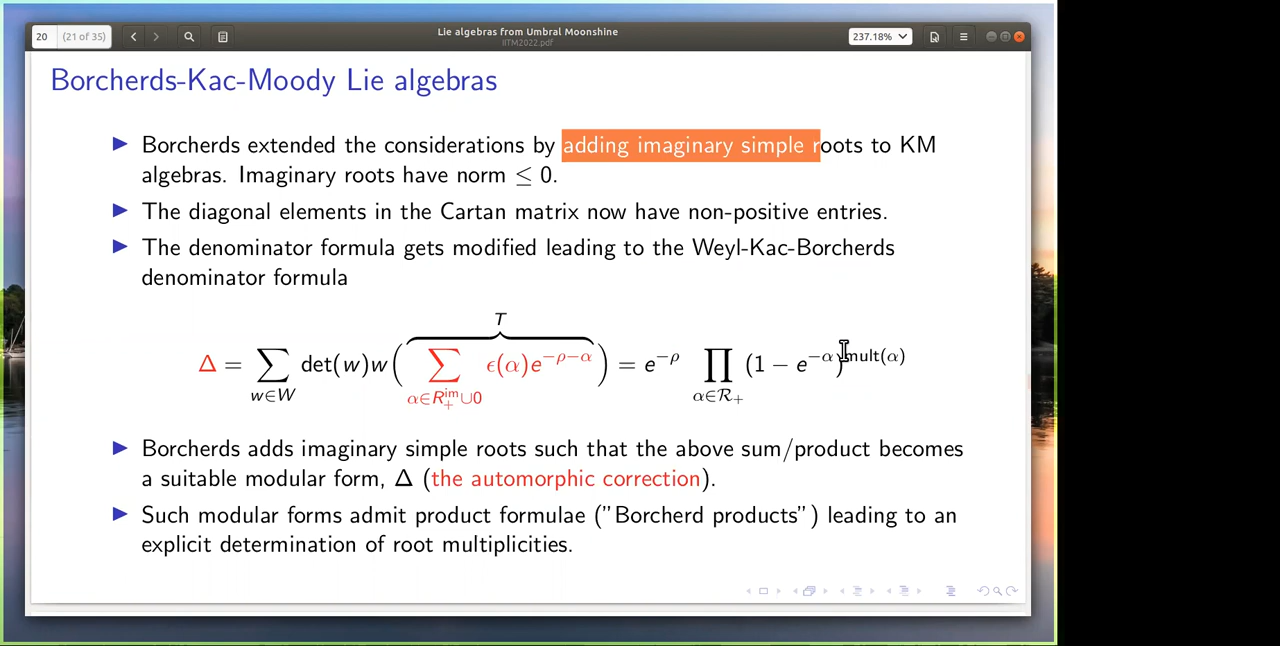 20 (21 of 35)
Lie algebras from Umbral Moonshine
IITM2022.pdf
237.18%
Borcherds-Kac-Moody Lie algebras
▶ Borcherds extended the considerations by adding imaginary simple roots to KM
algebras. Imaginary roots have norm ≤ 0.
▶ The diagonal elements in the Cartan matrix now have non-positive entries.
▶ The denominator formula gets modified leading to the Weyl-Kac-Borcherds
denominator formula
T
Δ = ∑_{w∈W} det(w)w(∑_{α∈R_+^{im}∪0} ϵ(α)e^{−ρ−α}) = e^{−ρ} ∏_{α∈𝓡_+} (1 − e^{−α})^{mult(α)}
▶ Borcherds adds imaginary simple roots such that the above sum/product becomes
a suitable modular form, Δ (the automorphic correction).
▶ Such modular forms admit product formulae ("Borcherd products") leading to an
explicit determination of root multiplicities.